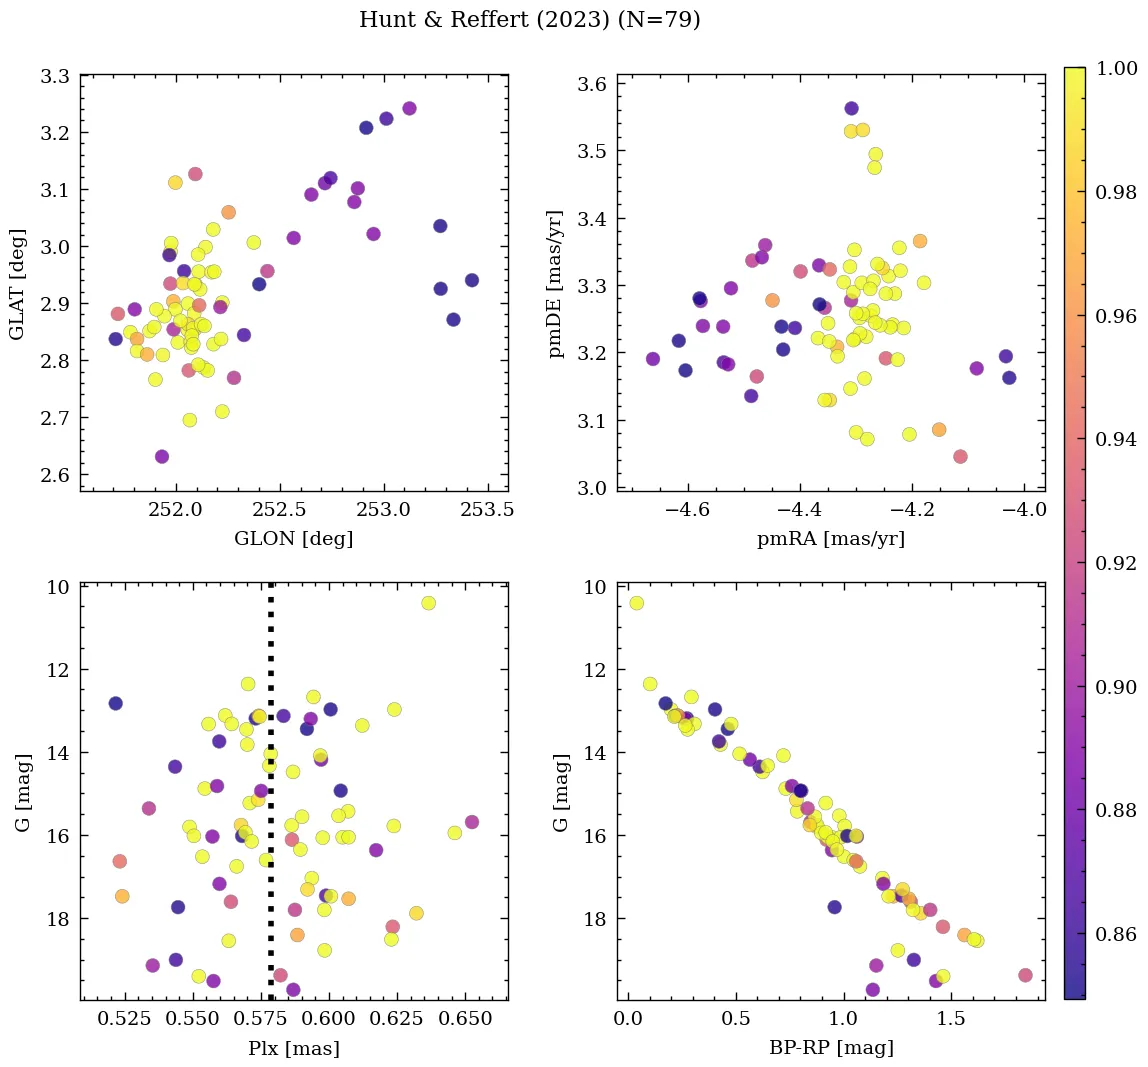 Hunt & Reffert (2023) (N=79)
3.3
3.2
3.1
3.0
2.9
2.8
2.7
2.6
GLAT [deg]
252.0 252.5 253.0 253.5
GLON [deg]
3.6
3.5
3.4
3.3
3.2
3.1
3.0
pmDE [mas/yr]
−4.6 −4.4 −4.2 −4.0
pmRA [mas/yr]
10
12
14
16
18
G [mag]
0.525 0.550 0.575 0.600 0.625 0.650
Plx [mas]
10
12
14
16
18
G [mag]
0.0 0.5 1.0 1.5
BP-RP [mag]
1.00
0.98
0.96
0.94
0.92
0.90
0.88
0.86